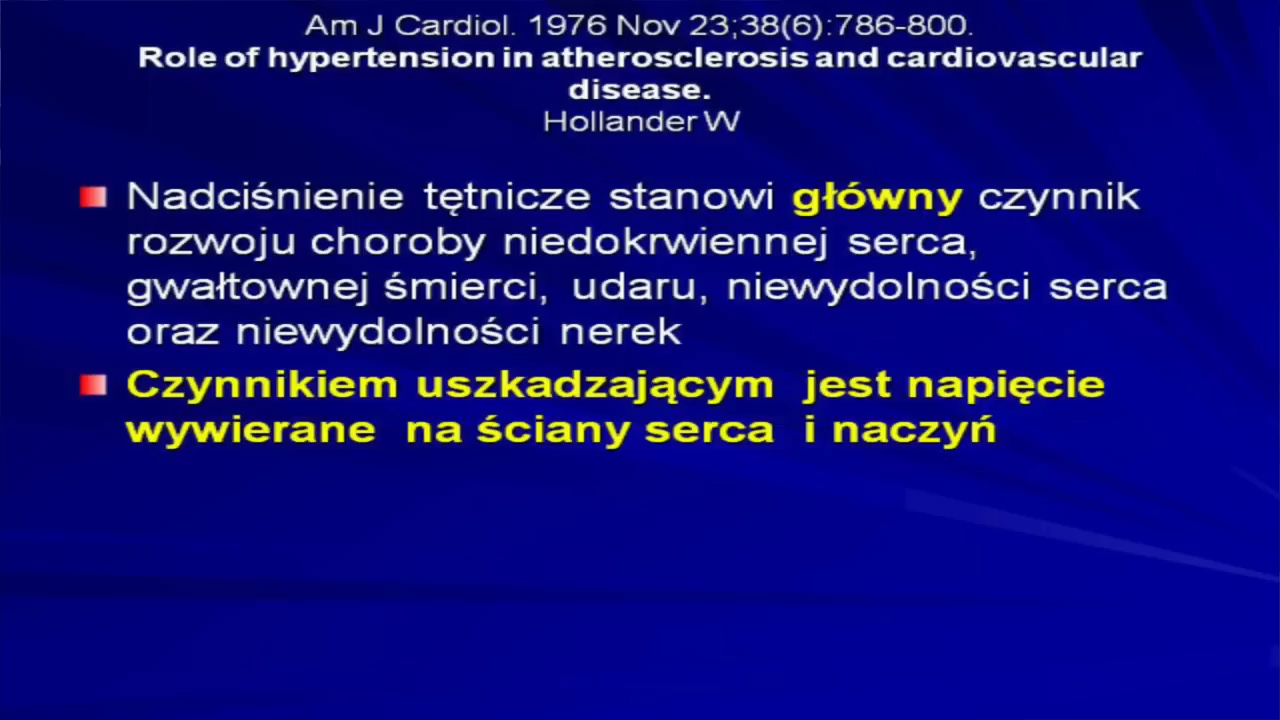 Am J Cardiol. 1976 Nov 23;38(6):786-800.
Role of hypertension in atherosclerosis and cardiovascular
disease.
Hollander W
Nadciśnienie tętnicze stanowi główny czynnik
rozwoju choroby niedokrwiennej serca,
gwałtownej śmierci, udaru, niewydolności serca
oraz niewydolności nerek
Czynnikiem uszkadzającym jest napięcie
wywierane na ściany serca i naczyń